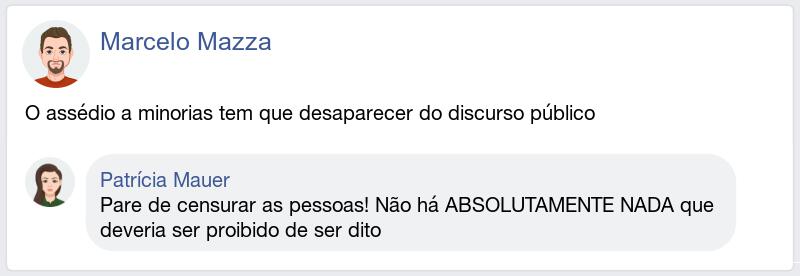 Marcelo Mazza
O assédio a minorias tem que desaparecer do discurso público
Patrícia Mauer
Pare de censurar as pessoas! Não há ABSOLUTAMENTE NADA que
deveria ser proibido de ser dito